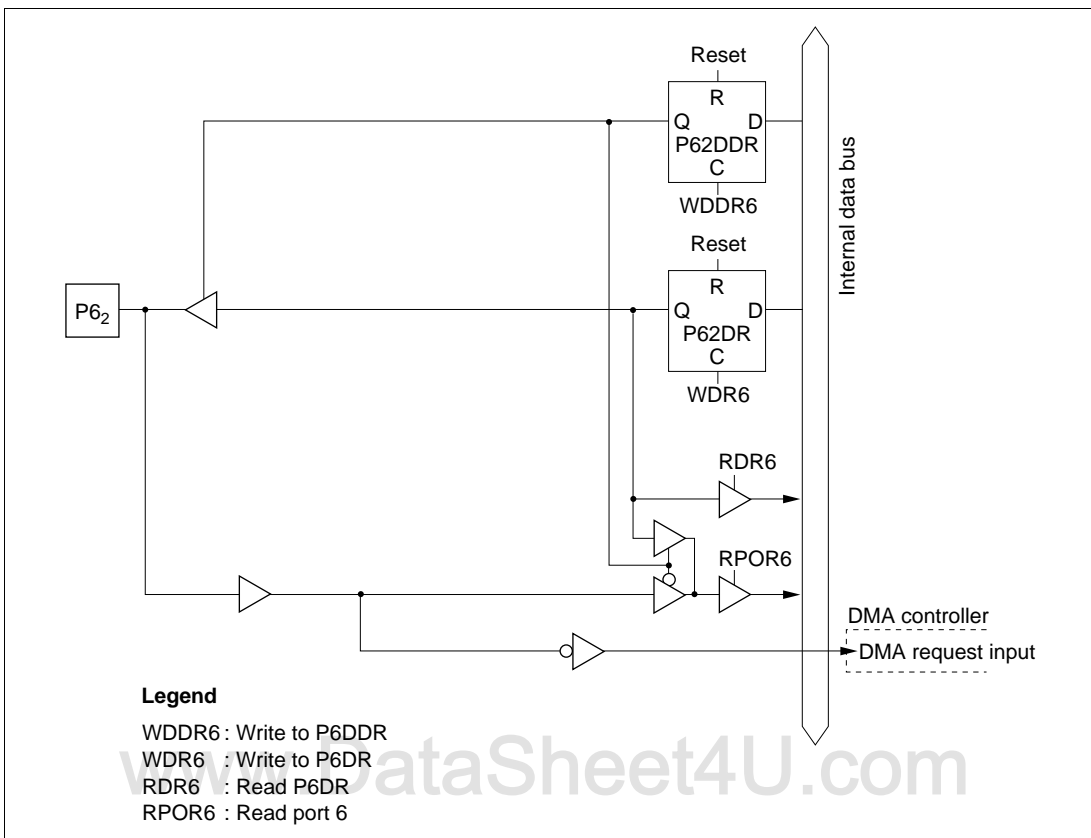 Reset
R
Q D
P62DDR
C
WDDR6
Reset
R
Q D
P62DR
C
WDR6
Internal data bus
P6₂
RDR6
RPOR6
DMA controller
DMA request input
Legend
WDDR6 : Write to P6DDR
WDR6 : Write to P6DR
RDR6 : Read P6DR
RPOR6 : Read port 6
www.DataSheet4U.com